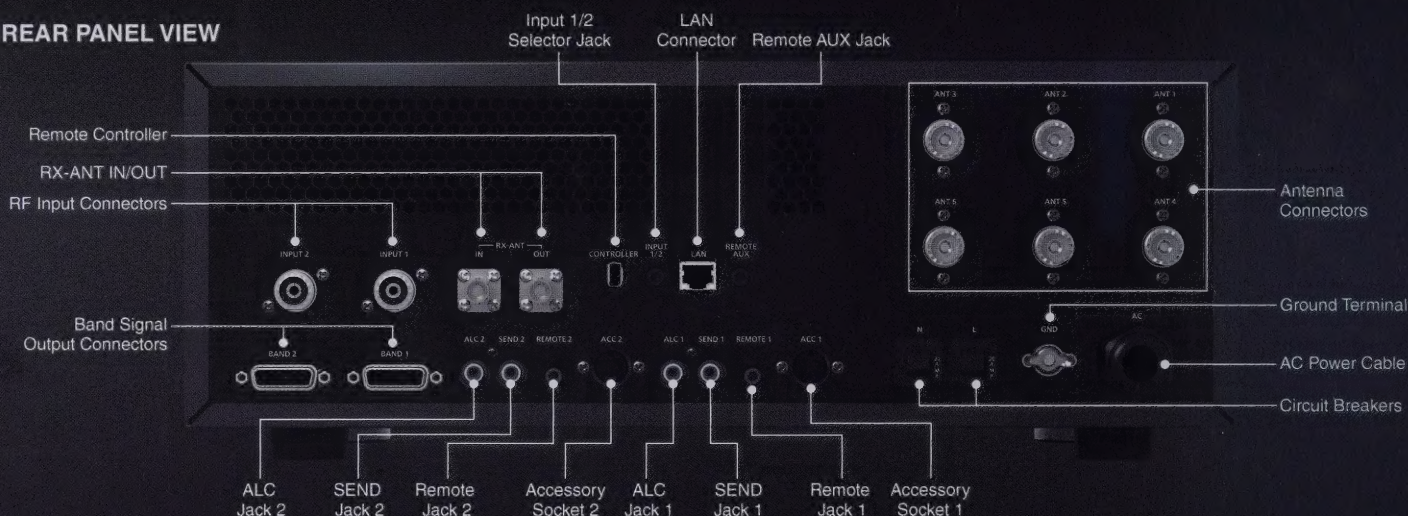 REAR PANEL VIEW
Input 1/2
Selector Jack
LAN
Connector
Remote AUX Jack
Remote Controller
RX-ANT IN/OUT
RF Input Connectors
Band Signal
Output Connectors
ANT 3
ANT 2
ANT 1
ANT 6
ANT 5
ANT 4
Antenna
Connectors
INPUT 2
INPUT 1
RX-ANT
IN
OUT
CONTROLLER
INPUT
1/2
LAN
REMOTE
AUX
Ground Terminal
AC Power Cable
Circuit Breakers
BAND 2
BAND 1
ALC 2
SEND 2
REMOTE 2
ACC 2
ALC 1
SEND 1
REMOTE 1
ACC 1
N
L
GND
AC
ALC
Jack 2
SEND
Jack 2
Remote
Jack 2
Accessory
Socket 2
ALC
Jack 1
SEND
Jack 1
Remote
Jack 1
Accessory
Socket 1